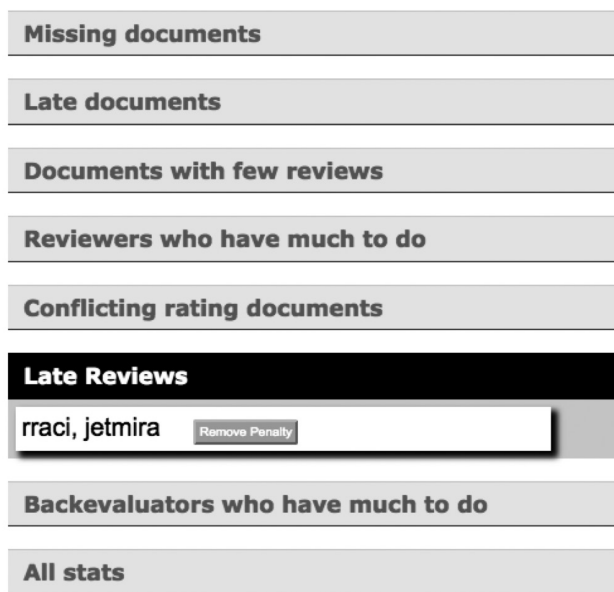 Missing documents
Late documents
Documents with few reviews
Reviewers who have much to do
Conflicting rating documents
Late Reviews
rraci, jetmira Remove Penalty
Backevaluators who have much to do
All stats